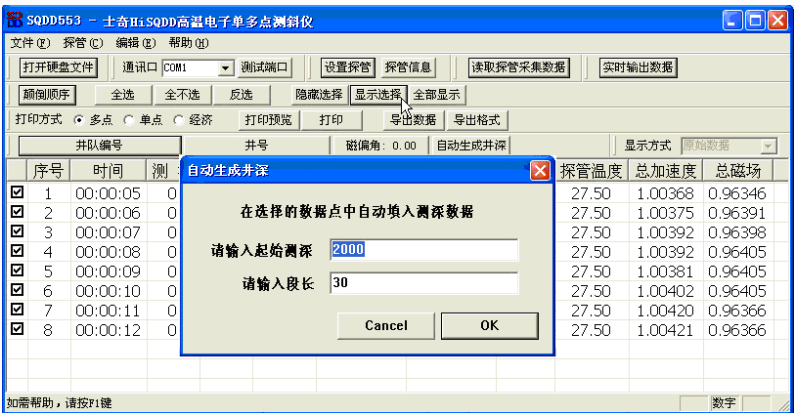 SQDD553 - 士奇HiSQDD高温电子单多点测斜仪
文件(F) 探管(C) 编辑(E) 帮助(H)
打开硬盘文件 通讯口 COM1 测试端口 设置探管 探管信息 读取探管采集数据 实时输出数据
颠倒顺序 全选 全不选 反选 隐藏选择 显示选择 全部显示
打印方式 多点 单点 经济 打印预览 打印 导出数据 导出格式
井队编号 井号 磁偏角: 0.00 自动生成井深 显示方式 原始数据
序号 时间 测 探管温度 总加速度 总磁场
自动生成井深
在选择的数据点中自动填入测深数据
请输入起始测深 2000
请输入段长 30
Cancel OK
1 00:00:05 0 27.50 1.00368 0.96346
2 00:00:06 0 27.50 1.00375 0.96391
3 00:00:07 0 27.50 1.00392 0.96398
4 00:00:08 0 27.50 1.00392 0.96405
5 00:00:09 0 27.50 1.00381 0.96405
6 00:00:10 0 27.50 1.00402 0.96405
7 00:00:11 0 27.50 1.00420 0.96366
8 00:00:12 0 27.50 1.00421 0.96366
如需帮助，请按F1键 数字